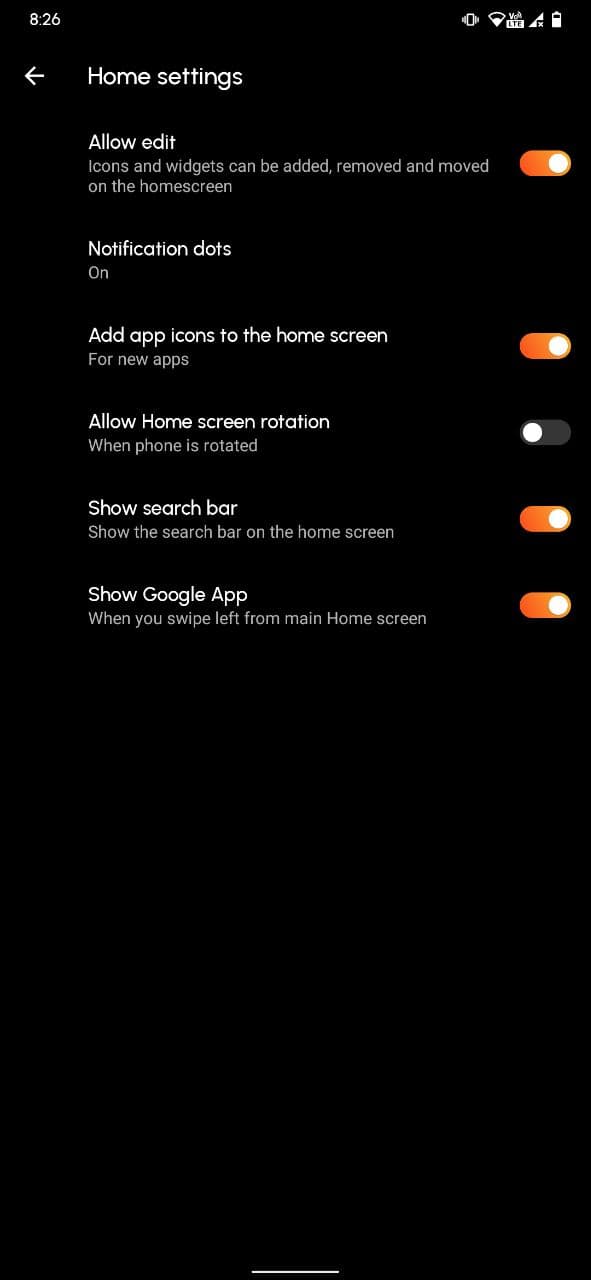 8:26
Vo
LTE
Home settings
Allow edit
Icons and widgets can be added, removed and moved
on the homescreen
Notification dots
On
Add app icons to the home screen
For new apps
Allow Home screen rotation
When phone is rotated
Show search bar
Show the search bar on the home screen
Show Google App
When you swipe left from main Home screen